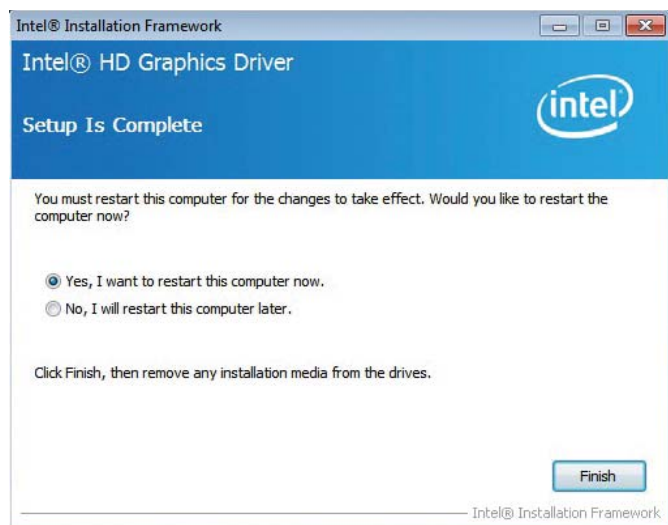 Intel® Installation Framework
Intel® HD Graphics Driver
intel
Setup Is Complete
You must restart this computer for the changes to take effect. Would you like to restart the
computer now?
Yes, I want to restart this computer now.
No, I will restart this computer later.
Click Finish, then remove any installation media from the drives.
Finish
Intel® Installation Framework